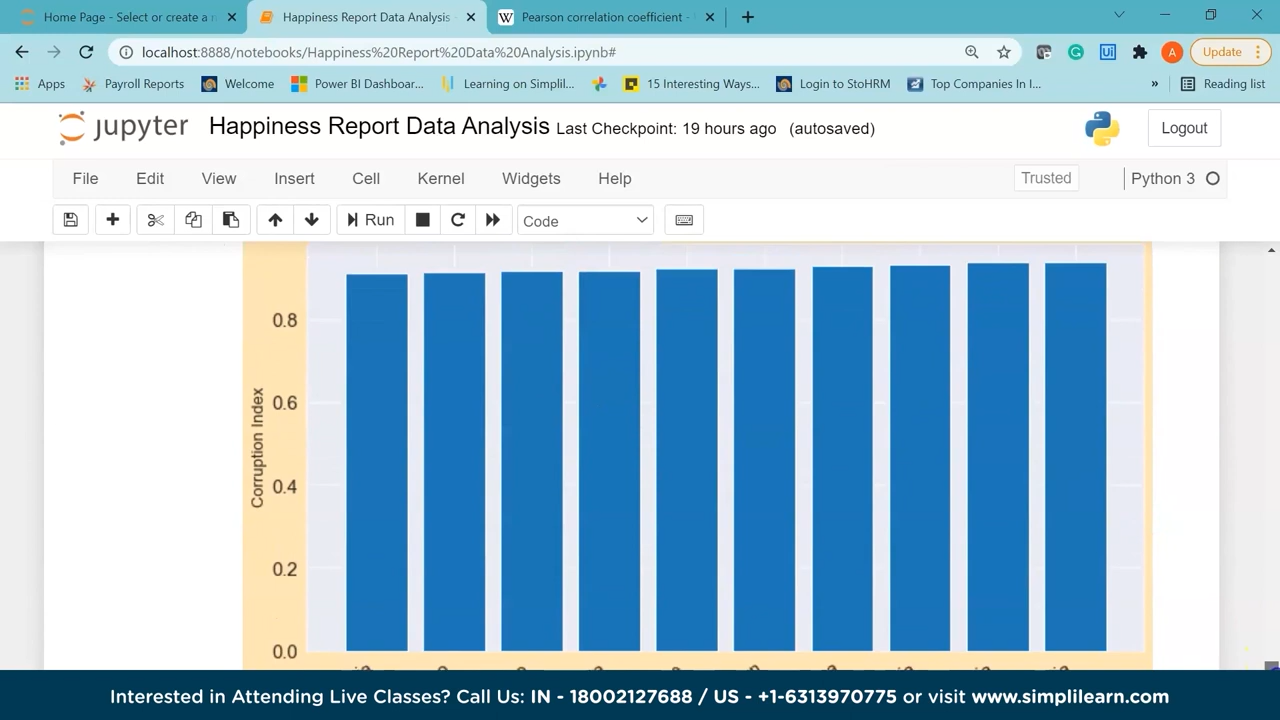 Home Page - Select or create a n
Happiness Report Data Analysis
Pearson correlation coefficient -
localhost:8888/notebooks/Happiness%20Report%20Data%20Analysis.ipynb#
A
Update
Apps
Payroll Reports
Welcome
Power BI Dashboar...
Learning on Simplil...
15 Interesting Ways...
Login to StoHRM
Top Companies In I...
»
Reading list
jupyter
Happiness Report Data Analysis Last Checkpoint: 19 hours ago (autosaved)
Logout
File
Edit
View
Insert
Cell
Kernel
Widgets
Help
Trusted
Python 3
Run
Code
0.8
0.6
0.4
0.2
0.0
Corruption Index
Interested in Attending Live Classes? Call Us: IN - 18002127688 / US - +1-6313970775 or visit www.simplilearn.com